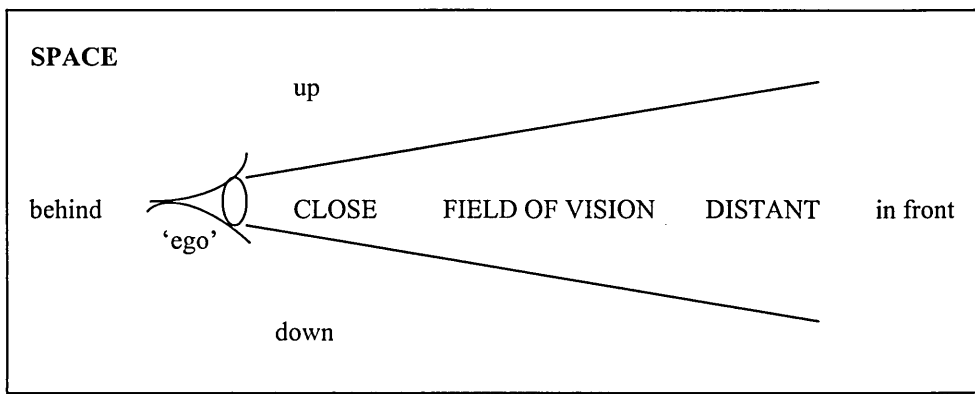 SPACE
up
behind CLOSE FIELD OF VISION DISTANT in front
‘ego’
down